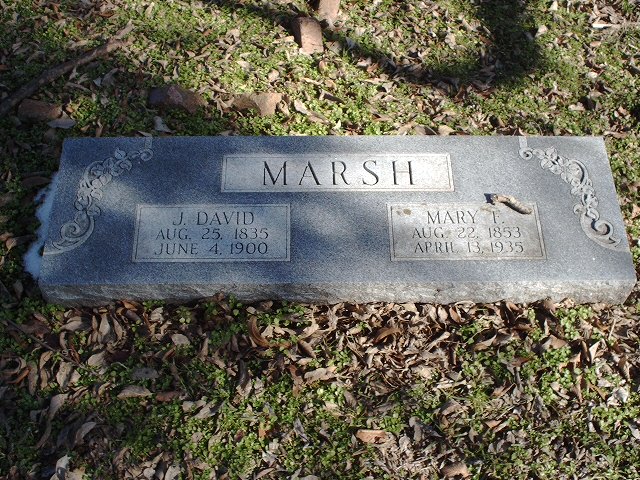 MARSH
J. DAVID
AUG. 25, 1835
JUNE 4, 1900
MARY T.
AUG. 22, 1853
APRIL 13, 1935